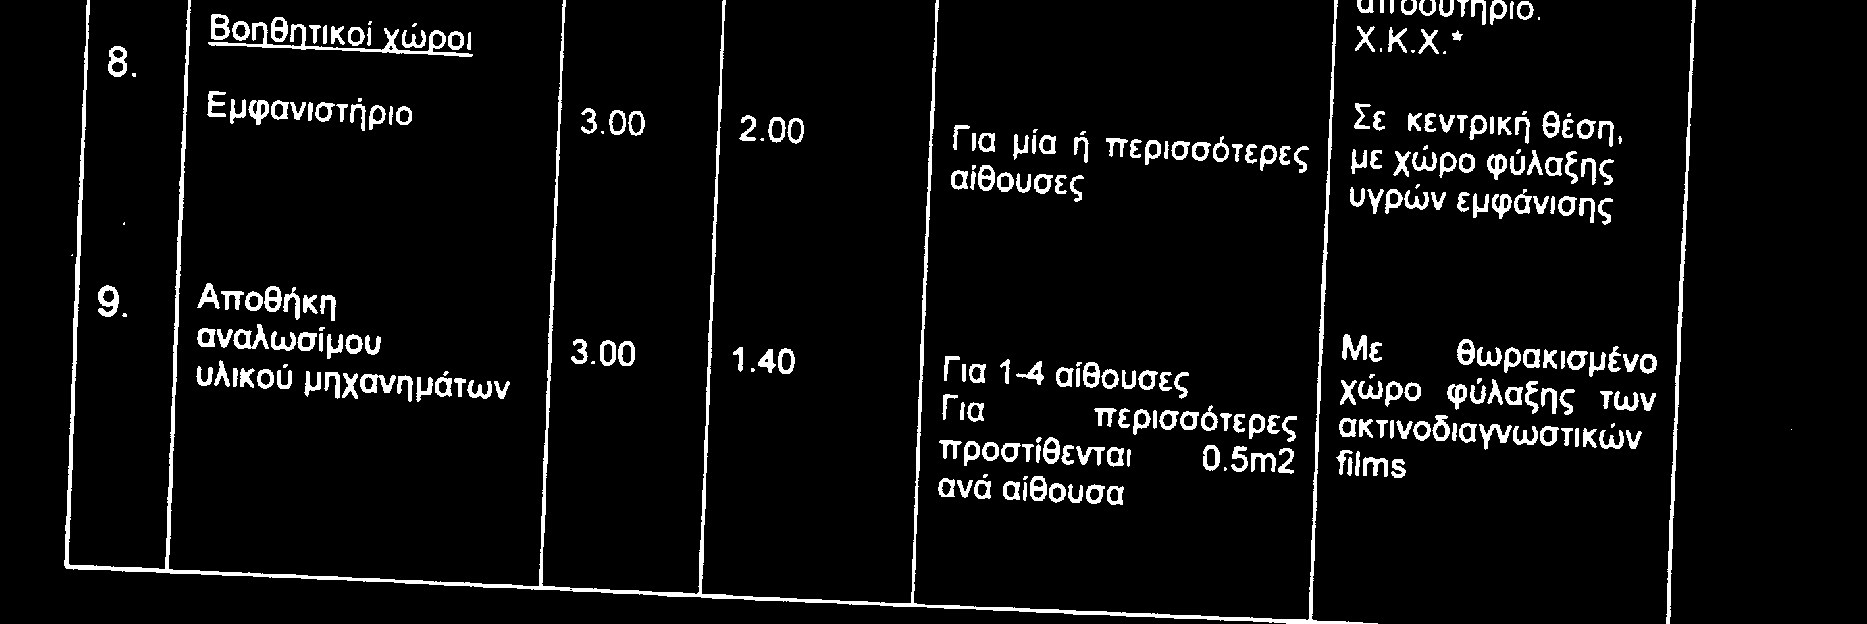 αποδυτήριο.
Χ.Κ.Χ.*
8.
Βοηθητικοί χώροι
Εμφανιστήριο
3.00
2.00
Για μία ή περισσότερες
αίθουσες
Σε κεντρική θέση,
με χώρο φύλαξης
υγρών εμφάνισης
9.
Αποθήκη
αναλωσίμου
υλικού μηχανημάτων
3.00
1.40
Για 1-4 αίθουσες
Για περισσότερες
προστίθενται 0.5m2
ανά αίθουσα
Με θωρακισμένο
χώρο φύλαξης των
ακτινοδιαγνωστικών
films